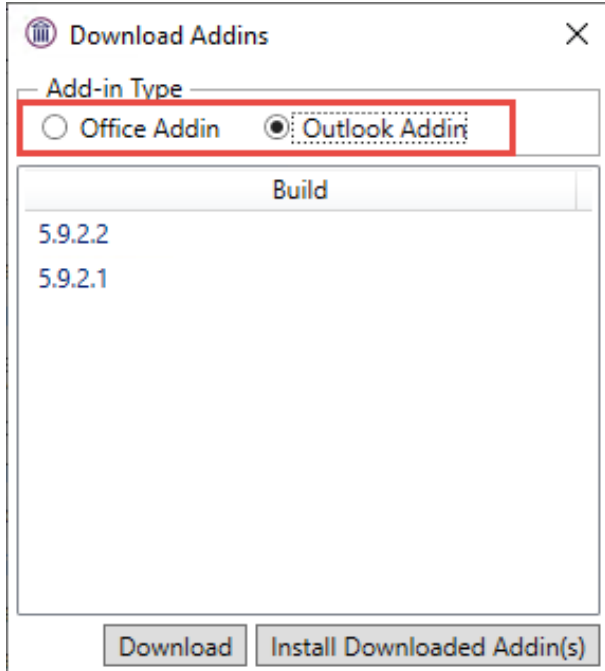 Download Addins
Add-in Type
Office Addin Outlook Addin
Build
5.9.2.2
5.9.2.1
Download Install Downloaded Addin(s)